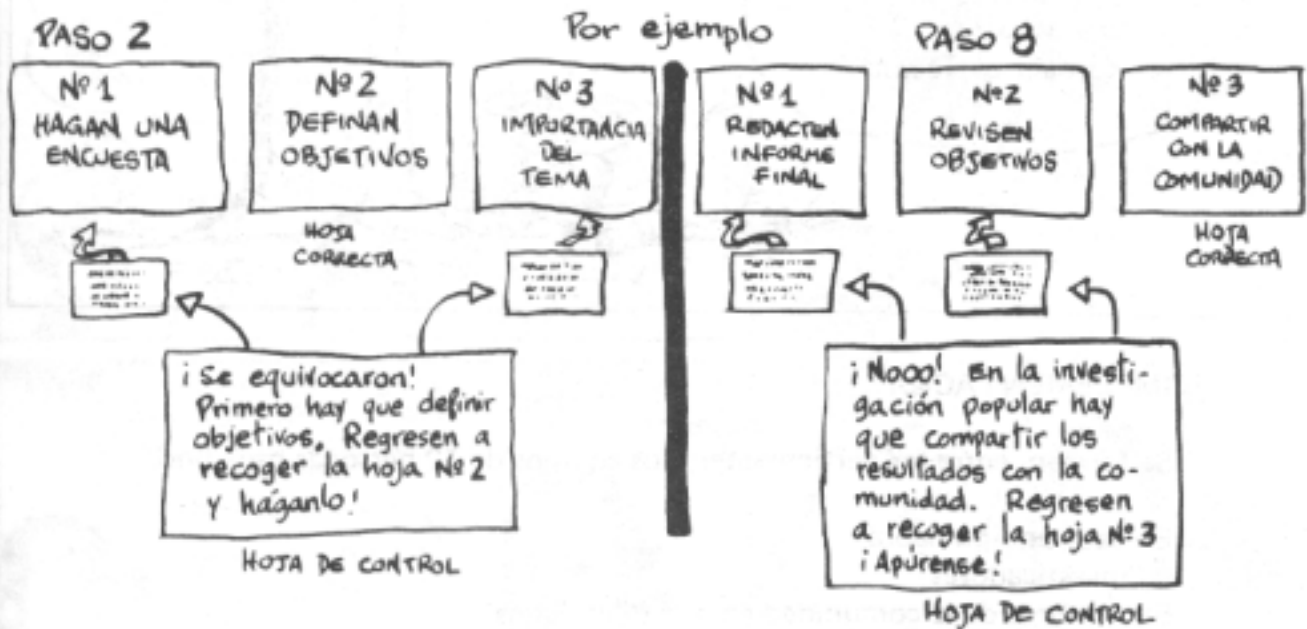 Por ejemplo
PASO 2
Nº 1
HAGAN UNA
ENCUESTA
Nº 2
DEFINAN
OBJETIVOS
HOJA
CORRECTA
Nº 3
IMPORTANCIA
DEL
TEMA
¡Se equivocaron!
Primero hay que definir
objetivos. Regresen a
recoger la hoja Nº 2
y háganlo!
HOJA DE CONTROL
PASO 8
Nº 1
REDACTEN
INFORME
FINAL
Nº 2
REVISEN
OBJETIVOS
Nº 3
COMPARTIR
CON LA
COMUNIDAD
HOJA
CORRECTA
¡Nooo! En la investi-
gación popular hay
que compartir los
resultados con la co-
munidad. Regresen
a recoger la hoja Nº 3
¡Apúrense!
HOJA DE CONTROL